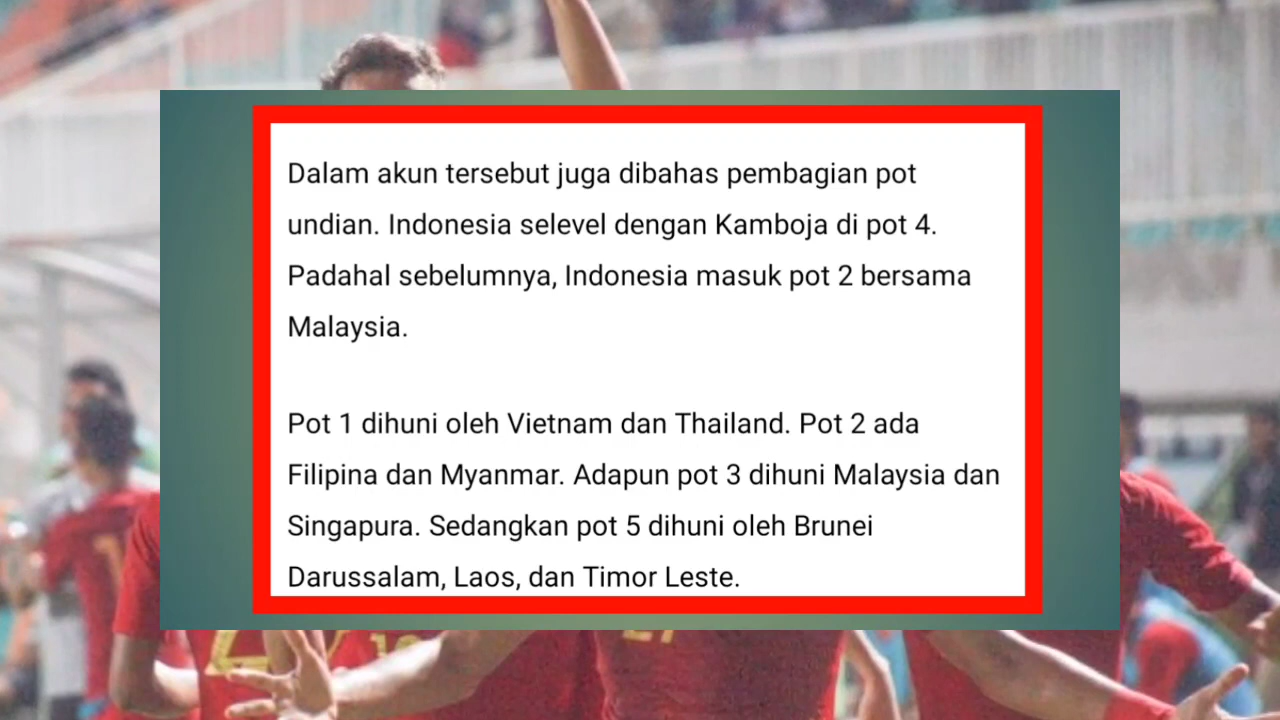 Dalam akun tersebut juga dibahas pembagian pot
undian. Indonesia selevel dengan Kamboja di pot 4.
Padahal sebelumnya, Indonesia masuk pot 2 bersama
Malaysia.
Pot 1 dihuni oleh Vietnam dan Thailand. Pot 2 ada
Filipina dan Myanmar. Adapun pot 3 dihuni Malaysia dan
Singapura. Sedangkan pot 5 dihuni oleh Brunei
Darussalam, Laos, dan Timor Leste.